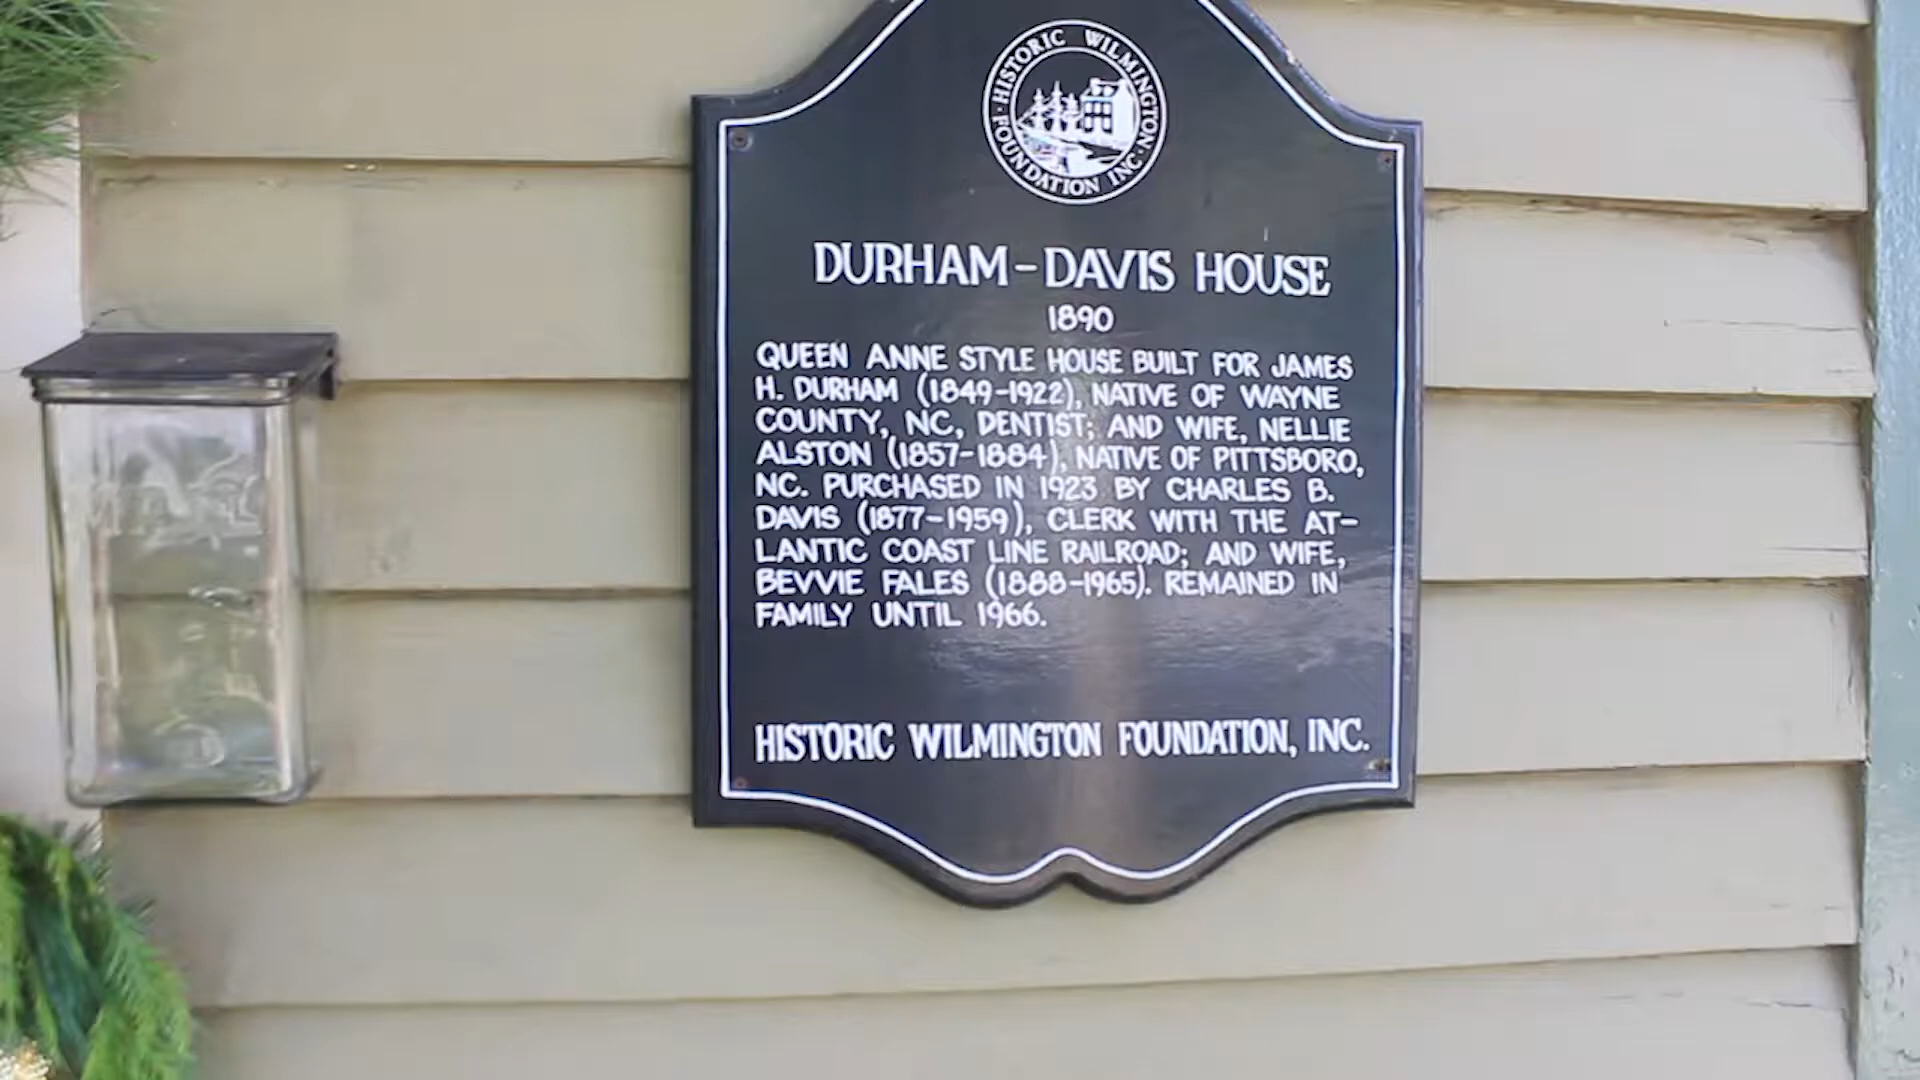 HISTORIC WILMINGTON
FOUNDATION INC.
DURHAM-DAVIS HOUSE
1890
QUEEN ANNE STYLE HOUSE BUILT FOR JAMES
H. DURHAM (1849-1922), NATIVE OF WAYNE
COUNTY, NC, DENTIST; AND WIFE, NELLIE
ALSTON (1857-1884), NATIVE OF PITTSBORO,
NC. PURCHASED IN 1923 BY CHARLES B.
DAVIS (1877-1959), CLERK WITH THE AT-
LANTIC COAST LINE RAILROAD; AND WIFE,
BEVVIE FALES (1888-1965). REMAINED IN
FAMILY UNTIL 1966.
HISTORIC WILMINGTON FOUNDATION, INC.